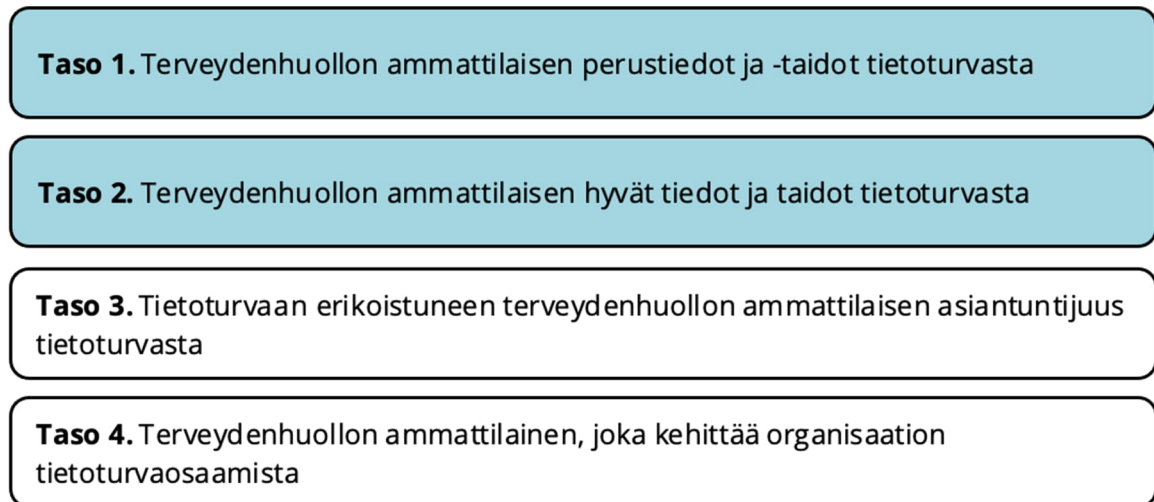 Taso 1. Terveydenhuollon ammattilaisen perustiedot ja -taidot tietoturvasta
Taso 2. Terveydenhuollon ammattilaisen hyvät tiedot ja taidot tietoturvasta
Taso 3. Tietoturvaan erikoistuneen terveydenhuollon ammattilaisen asiantuntijuus
tietoturvasta
Taso 4. Terveydenhuollon ammattilainen, joka kehittää organisaation
tietoturvaosaamista